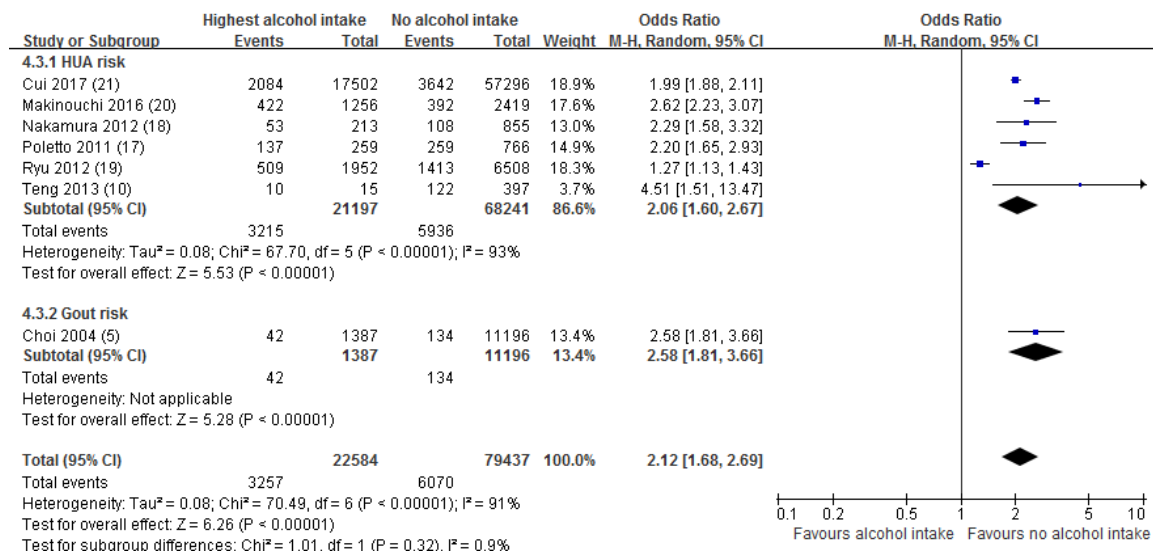 Highest alcohol intake No alcohol intake Odds Ratio Odds Ratio
Study or Subgroup Events Total Events Total Weight M-H, Random, 95% CI M-H, Random, 95% CI
4.3.1 HUA risk
Cui 2017 (21) 2084 17502 3642 57296 18.9% 1.99 [1.88, 2.11]
Makinouchi 2016 (20) 422 1256 392 2419 17.6% 2.62 [2.23, 3.07]
Nakamura 2012 (18) 53 213 108 855 13.0% 2.29 [1.58, 3.32]
Poletto 2011 (17) 137 259 259 766 14.9% 2.20 [1.65, 2.93]
Ryu 2012 (19) 509 1952 1413 6508 18.3% 1.27 [1.13, 1.43]
Teng 2013 (10) 10 15 122 397 3.7% 4.51 [1.51, 13.47]
Subtotal (95% CI) 21197 68241 86.6% 2.06 [1.60, 2.67]
Total events 3215 5936
Heterogeneity: Tau² = 0.08; Chi² = 67.70, df = 5 (P < 0.00001); I² = 93%
Test for overall effect: Z = 5.53 (P < 0.00001)
4.3.2 Gout risk
Choi 2004 (5) 42 1387 134 11196 13.4% 2.58 [1.81, 3.66]
Subtotal (95% CI) 1387 11196 13.4% 2.58 [1.81, 3.66]
Total events 42 134
Heterogeneity: Not applicable
Test for overall effect: Z = 5.28 (P < 0.00001)
Total (95% CI) 22584 79437 100.0% 2.12 [1.68, 2.69]
Total events 3257 6070
Heterogeneity: Tau² = 0.08; Chi² = 70.49, df = 6 (P < 0.00001); I² = 91%
Test for overall effect: Z = 6.26 (P < 0.00001)
Test for subgroup differences: Chi² = 1.01, df = 1 (P = 0.32), I² = 0.9%
0.1 0.2 0.5 1 2 5 10
Favours alcohol intake Favours no alcohol intake